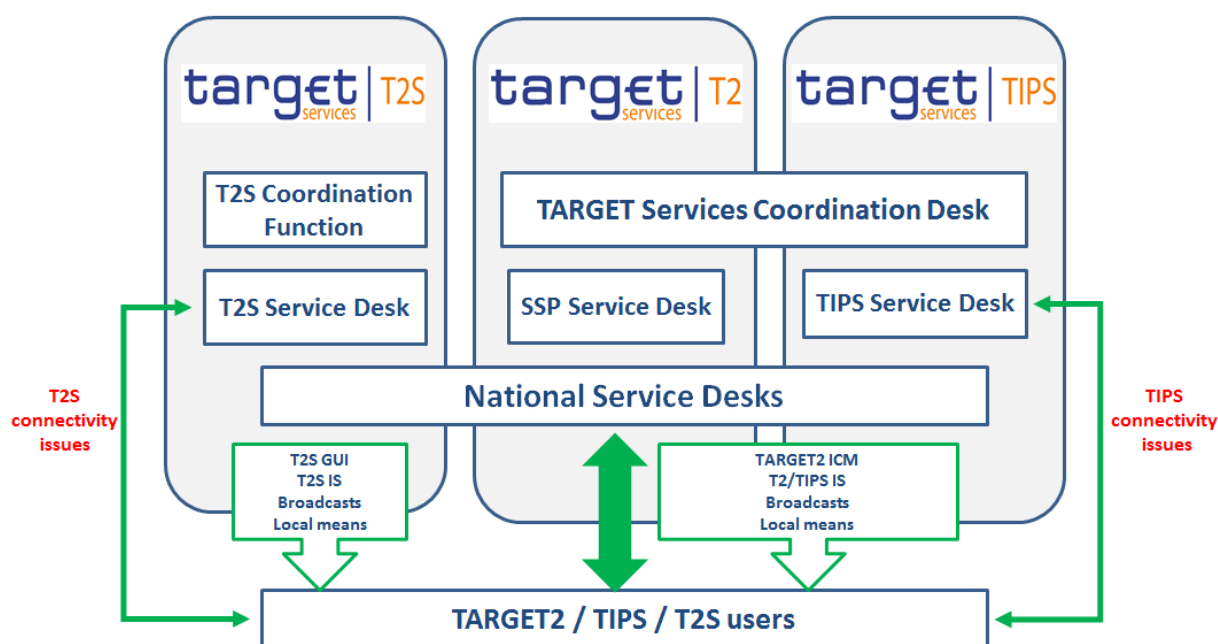 target services | T2S
target services | T2
target services | TIPS
T2S Coordination
Function
TARGET Services Coordination Desk
T2S Service Desk
SSP Service Desk
TIPS Service Desk
National Service Desks
T2S
connectivity
issues
TIPS
connectivity
issues
T2S GUI
T2S IS
Broadcasts
Local means
TARGET2 ICM
T2/TIPS IS
Broadcasts
Local means
TARGET2 / TIPS / T2S users